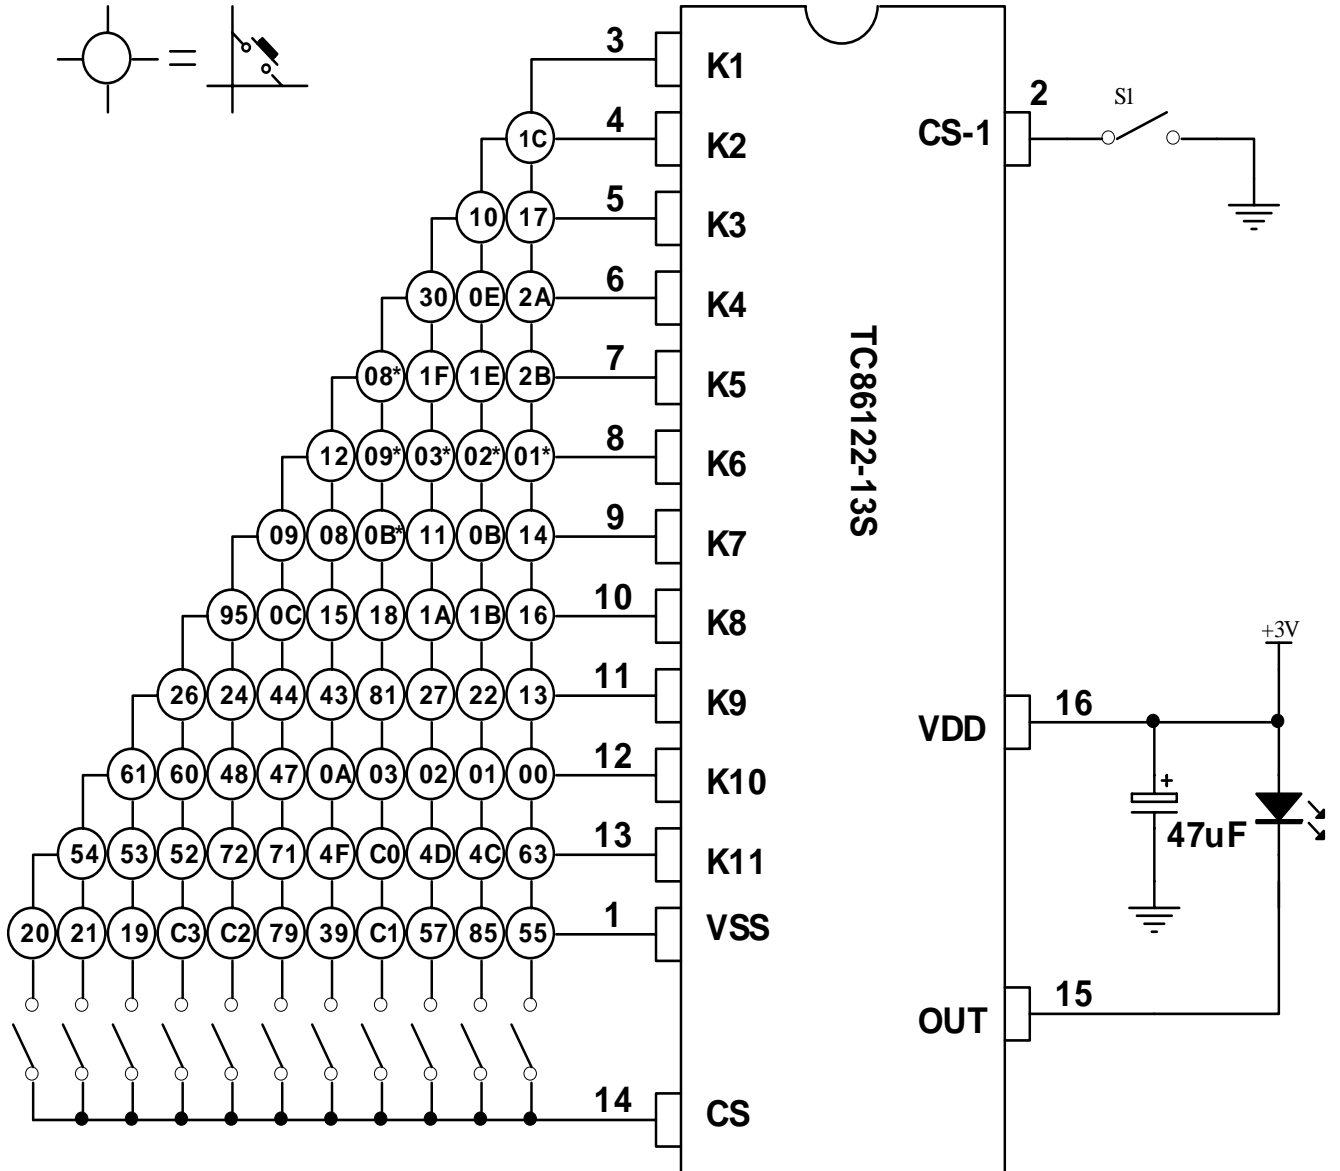 3 K1
2 S1
1C 4 K2 CS-1
10 17 5 K3
30 0E 2A 6 K4
08* 1F 1E 2B 7 K5
TC86122-13S
12 09* 03* 02* 01* 8 K6
09 08 0B* 11 0B 14 9 K7
95 0C 15 18 1A 1B 16 10 K8
+3V
26 24 44 43 81 27 22 13 11 K9
VDD 16
61 60 48 47 0A 03 02 01 00 12 K10
+
47uF
54 53 52 72 71 4F C0 4D 4C 63 13 K11
20 21 19 C3 C2 79 39 C1 57 85 55 1 VSS
OUT 15
14 CS